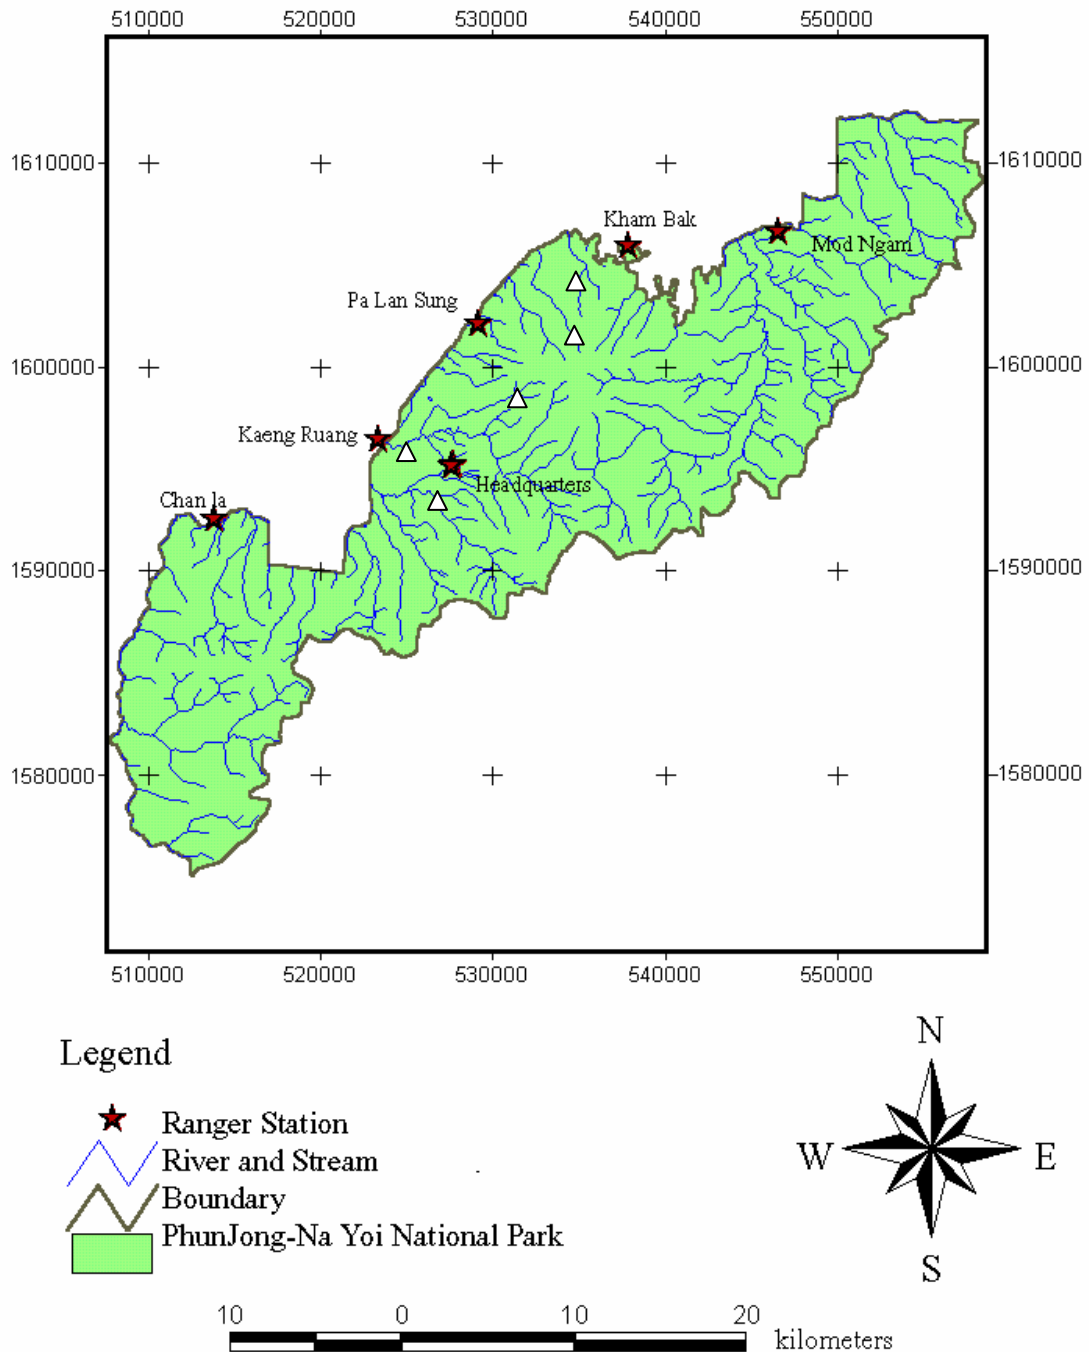 510000 520000 530000 540000 550000
1610000 1610000
Kham Bak
Mod Ngam
Pa Lan Sung
1600000 1600000
Kaeng Ruang
Headquarters
Chan la
1590000 1590000
1580000 1580000
510000 520000 530000 540000 550000
Legend
Ranger Station
River and Stream
Boundary
PhunJong-Na Yoi National Park
N
W E
S
10 0 10 20
kilometers